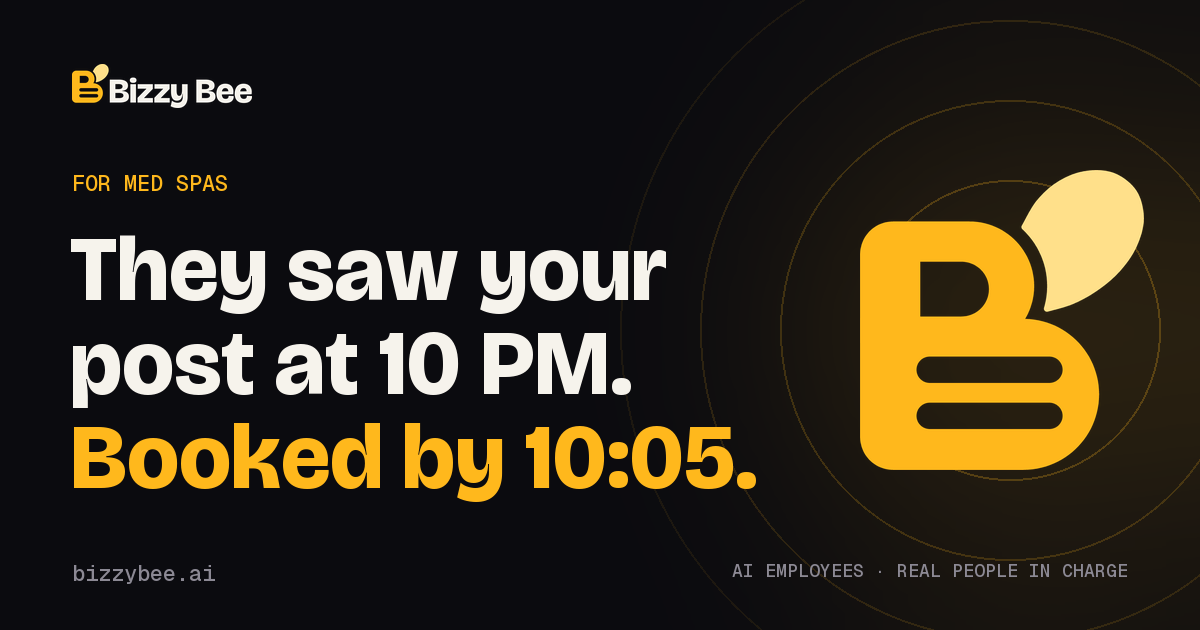 Bizzy Bee
FOR MED SPAS
They saw your
post at 10 PM.
Booked by 10:05.
bizzybee.ai
AI EMPLOYEES · REAL PEOPLE IN CHARGE